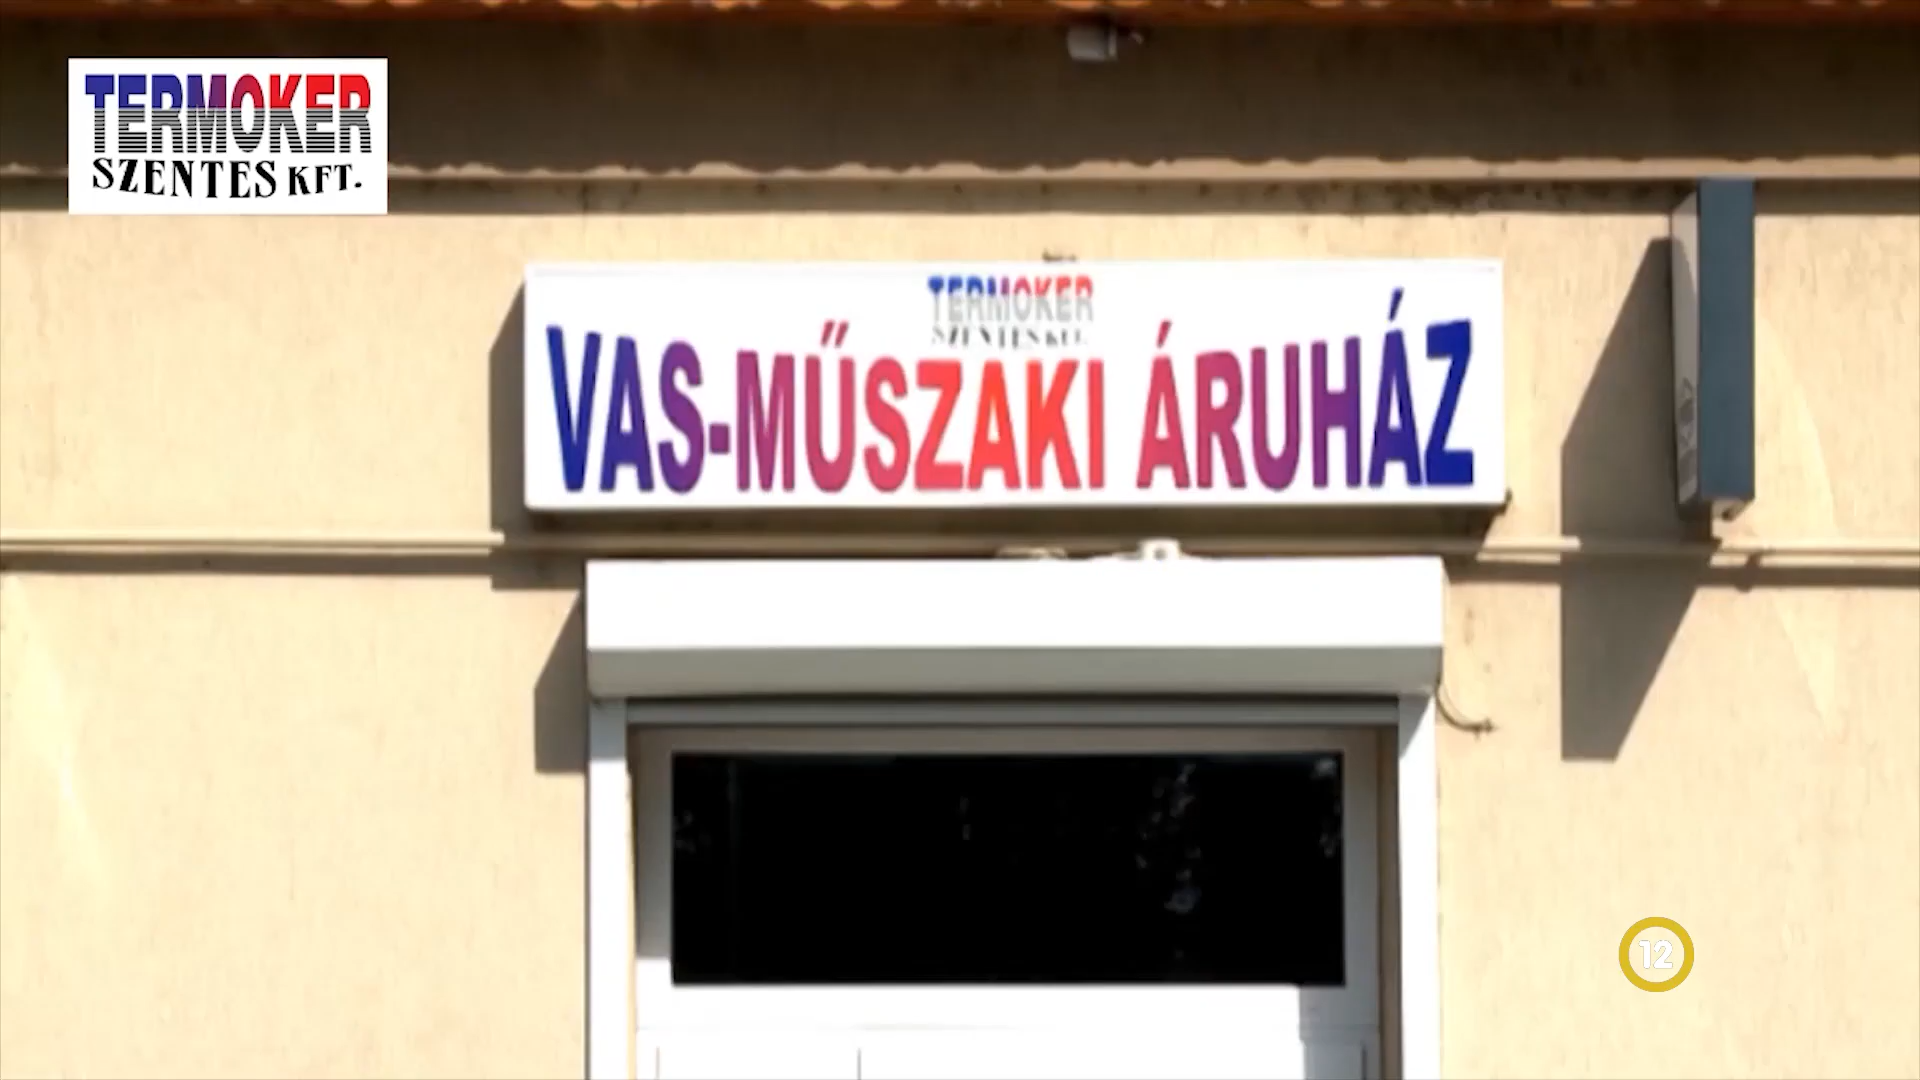 TERMOKER
SZENTES KFT.
TERMOKER
SZENTES KFT.
VAS-MŰSZAKI ÁRUHÁZ
12